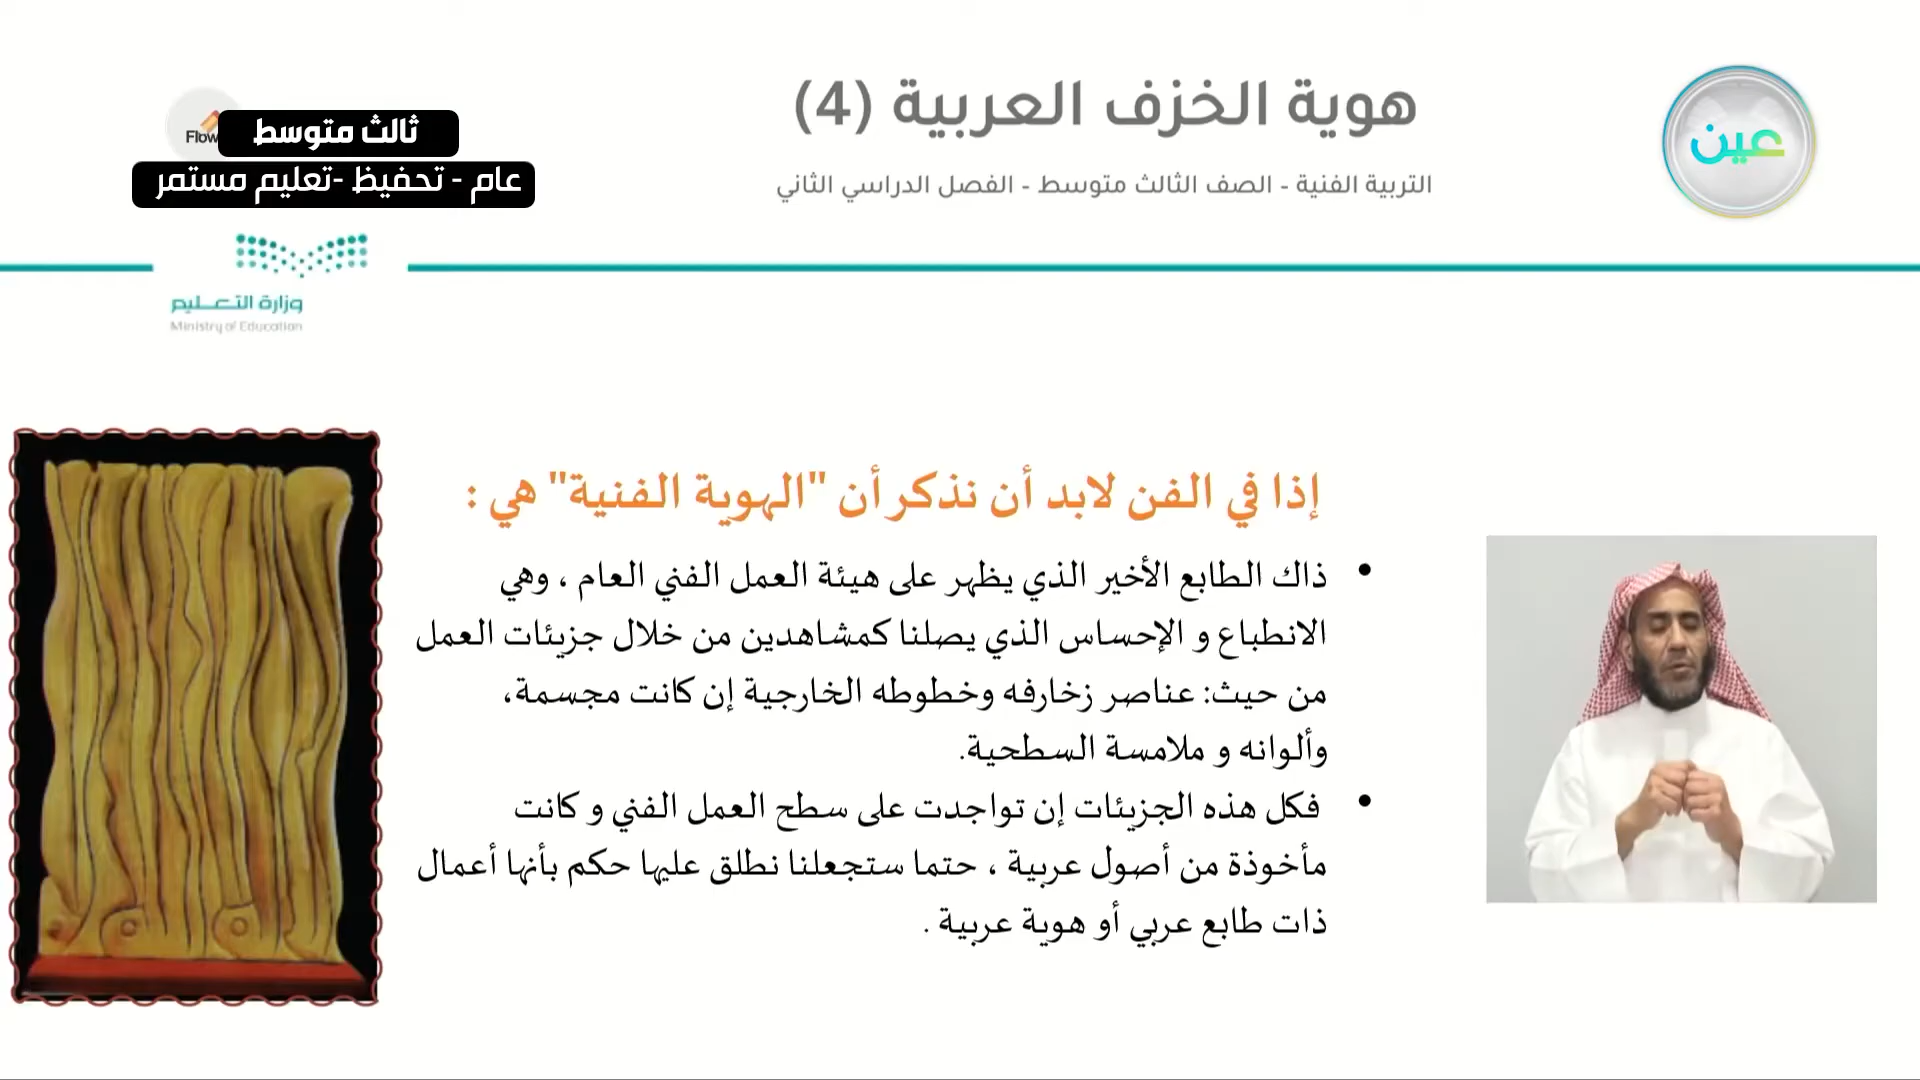 هوية الخزف العربية (4)
التربية الفنية - الصف الثالث متوسط - الفصل الدراسي الثاني
عين
ثالث متوسط
عام - تحفيظ -تعليم مستمر
وزارة التعليم
Ministry of Education
إذا في الفن لابد أن نذكر أن "الهوية الفنية" هي :
• ذاك الطابع الأخير الذي يظهر على هيئة العمل الفني العام ، وهي
الانطباع و الإحساس الذي يصلنا كمشاهدين من خلال جزيئات العمل
من حيث: عناصر زخارفه وخطوطه الخارجية إن كانت مجسمة،
وألوانه و ملامسة السطحية.
• فكل هذه الجزيئات إن تواجدت على سطح العمل الفني و كانت
مأخوذة من أصول عربية ، حتما ستجعلنا نطلق عليها حكم بأنها أعمال
ذات طابع عربي أو هوية عربية .